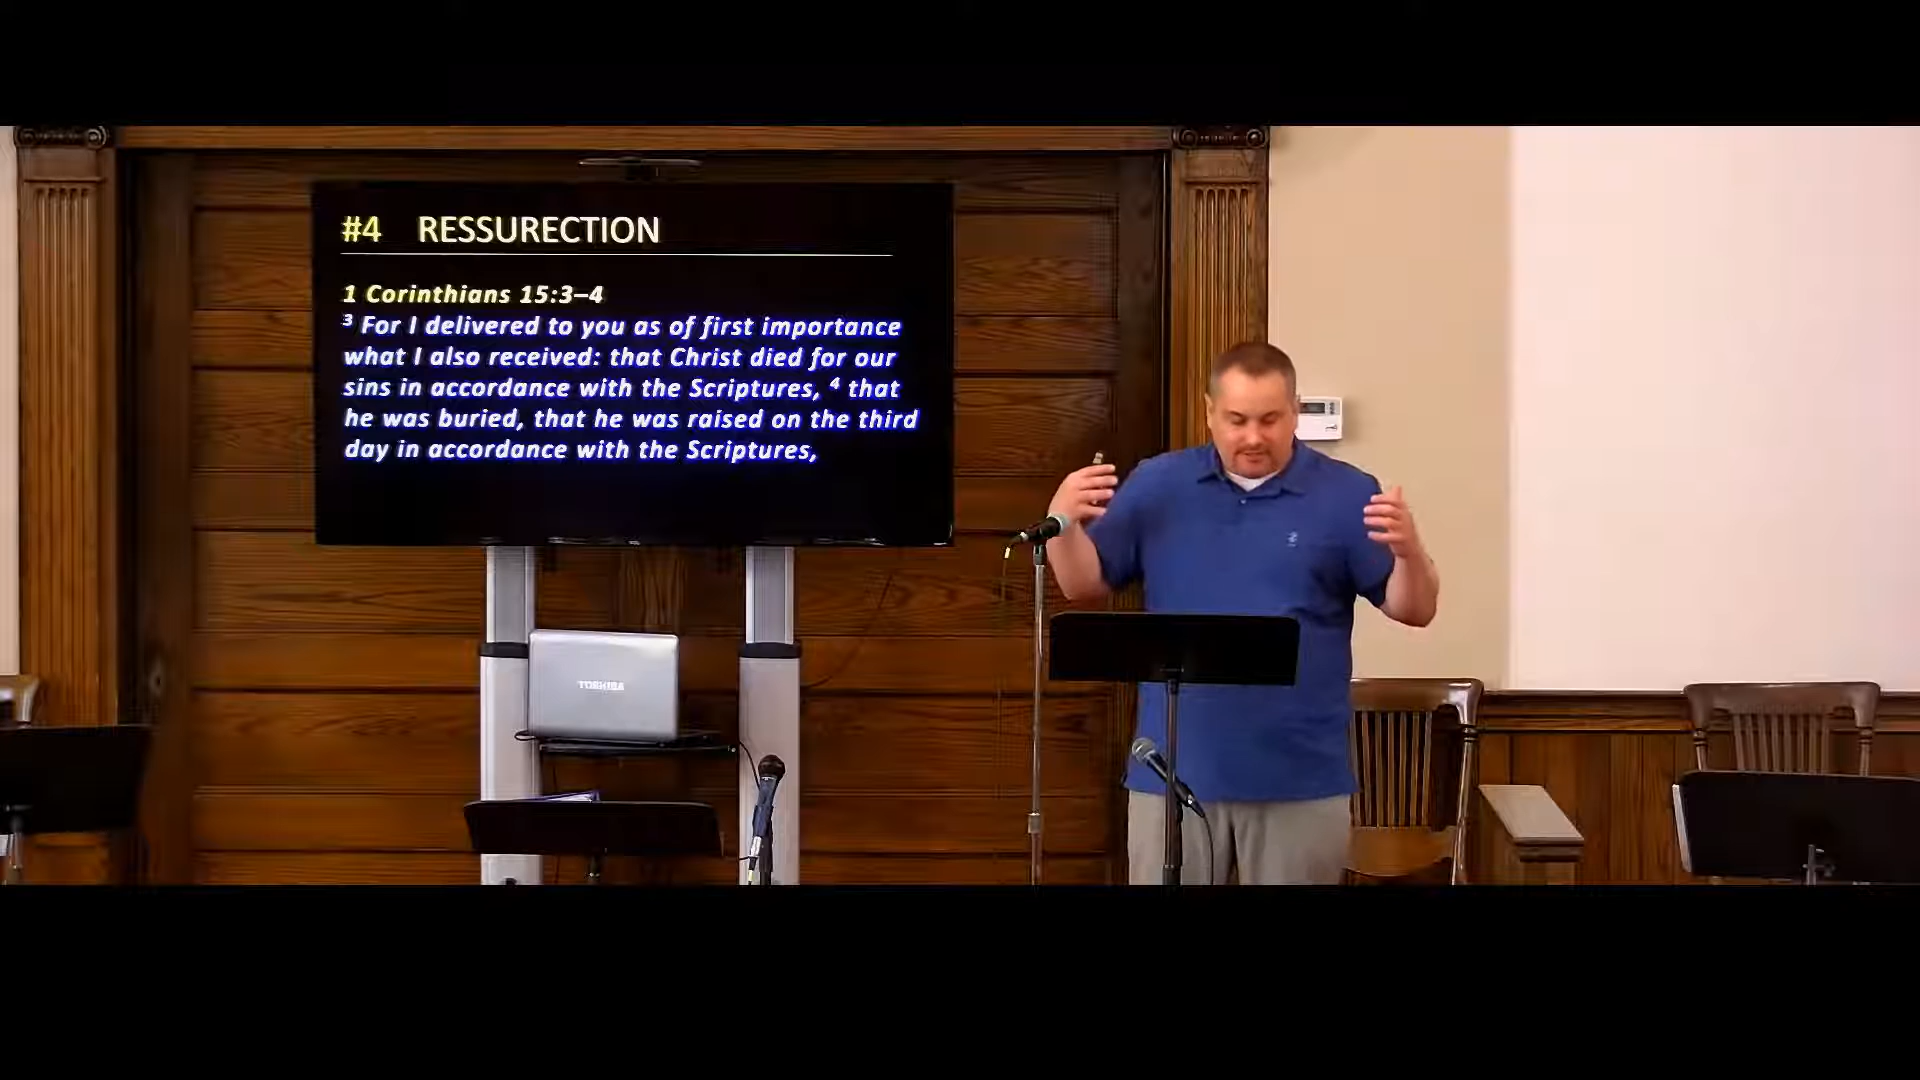 #4 RESSURECTION
1 Corinthians 15:3–4
³ For I delivered to you as of first importance
what I also received: that Christ died for our
sins in accordance with the Scriptures, ⁴ that
he was buried, that he was raised on the third
day in accordance with the Scriptures,
TOSHIBA